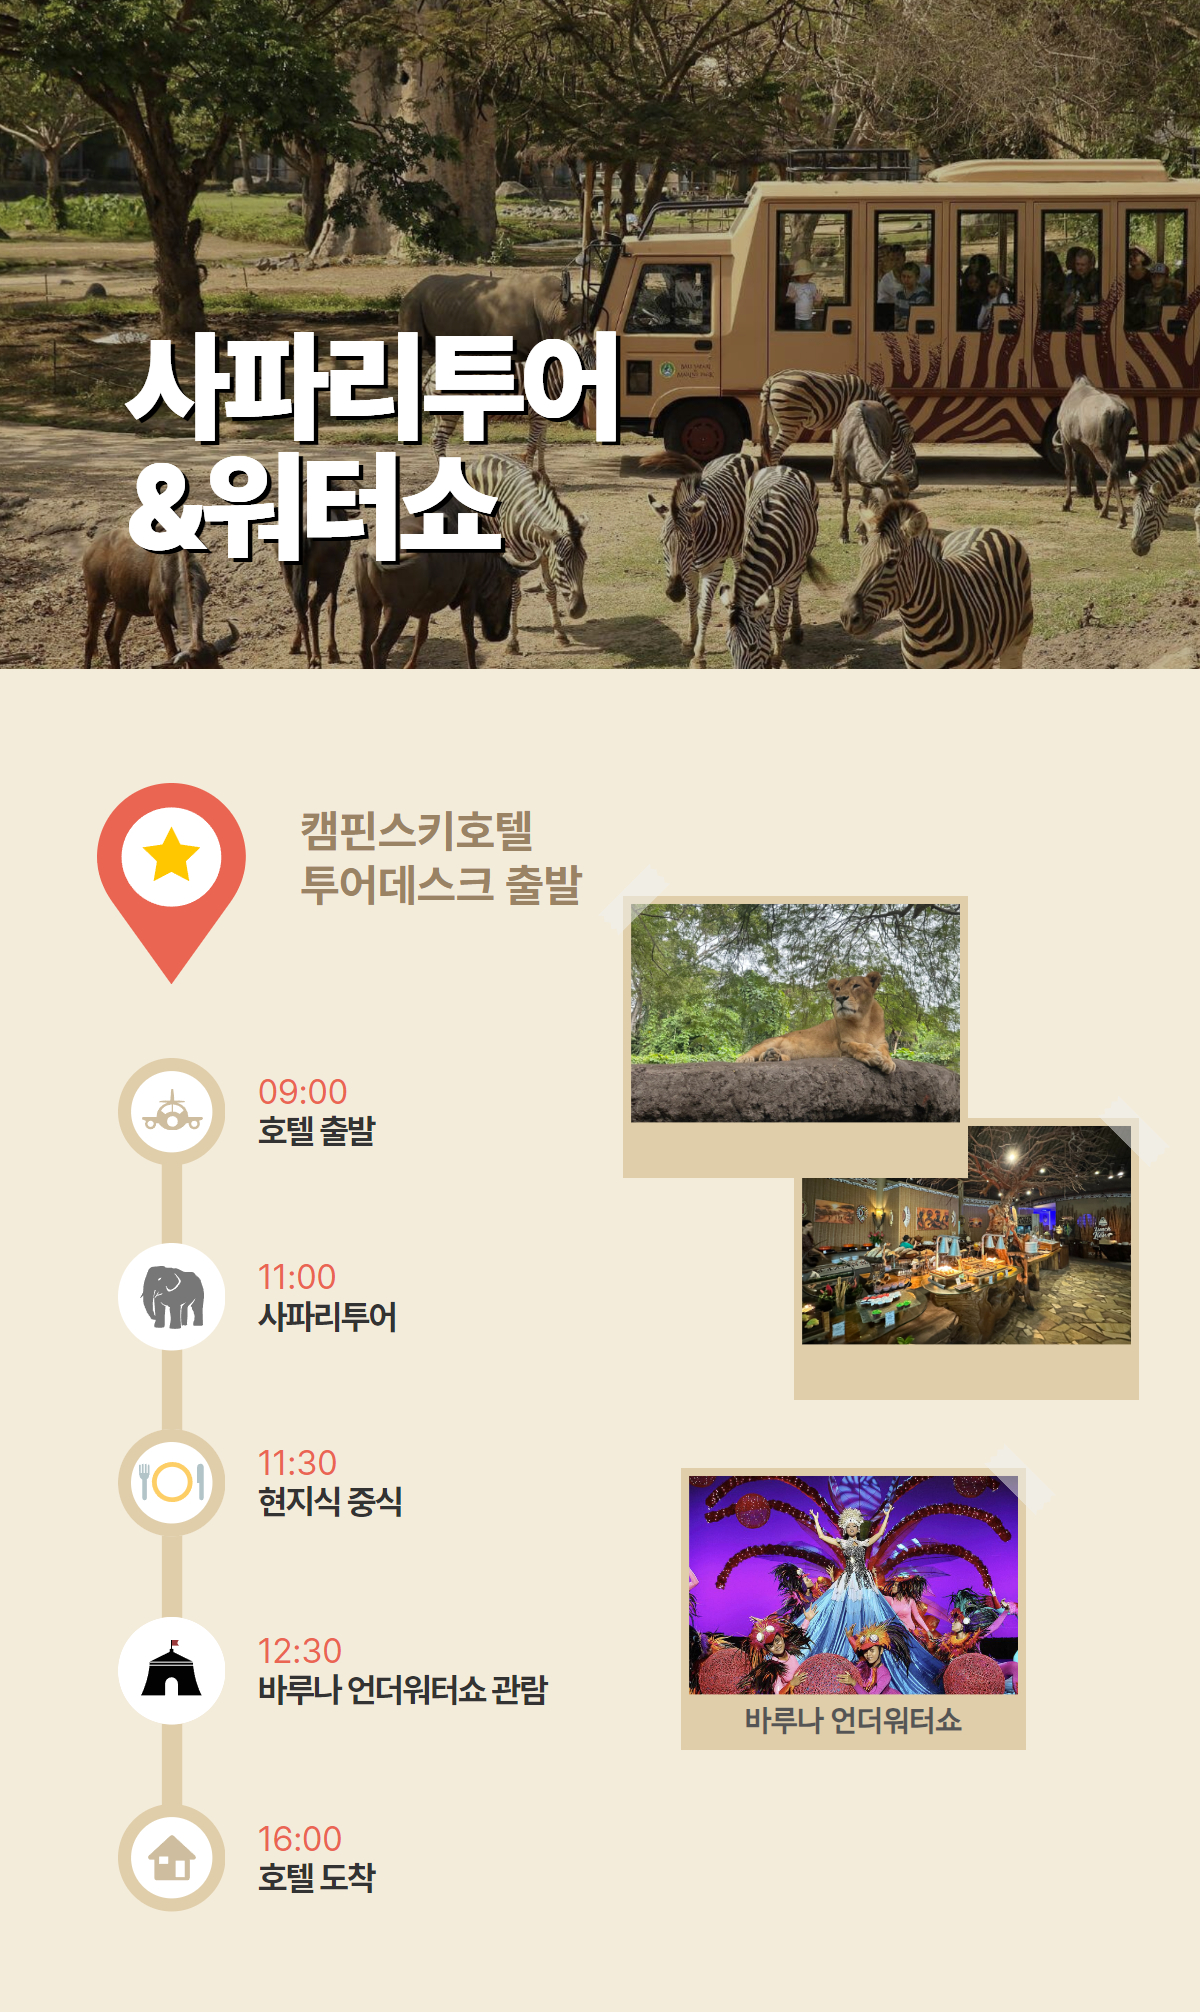 사파리투어
&워터쇼
캠핀스키호텔
투어데스크 출발
09:00
호텔 출발
11:00
사파리투어
11:30
현지식 중식
12:30
바루나 언더워터쇼 관람
바루나 언더워터쇼
16:00
호텔 도착